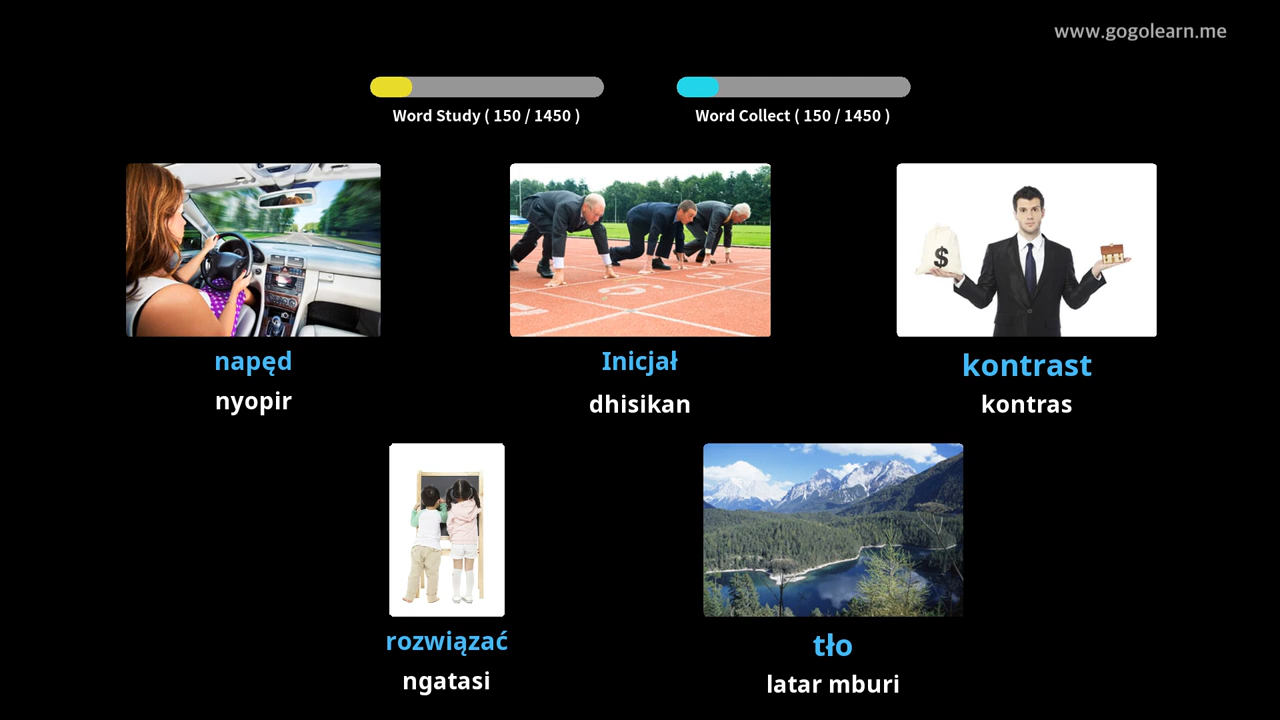 www.gogolearn.me
Word Study ( 150 / 1450 )
Word Collect ( 150 / 1450 )
napęd
Inicjał
kontrast
nyopir
dhisikan
kontras
$
rozwiązać
tło
ngatasi
latar mburi